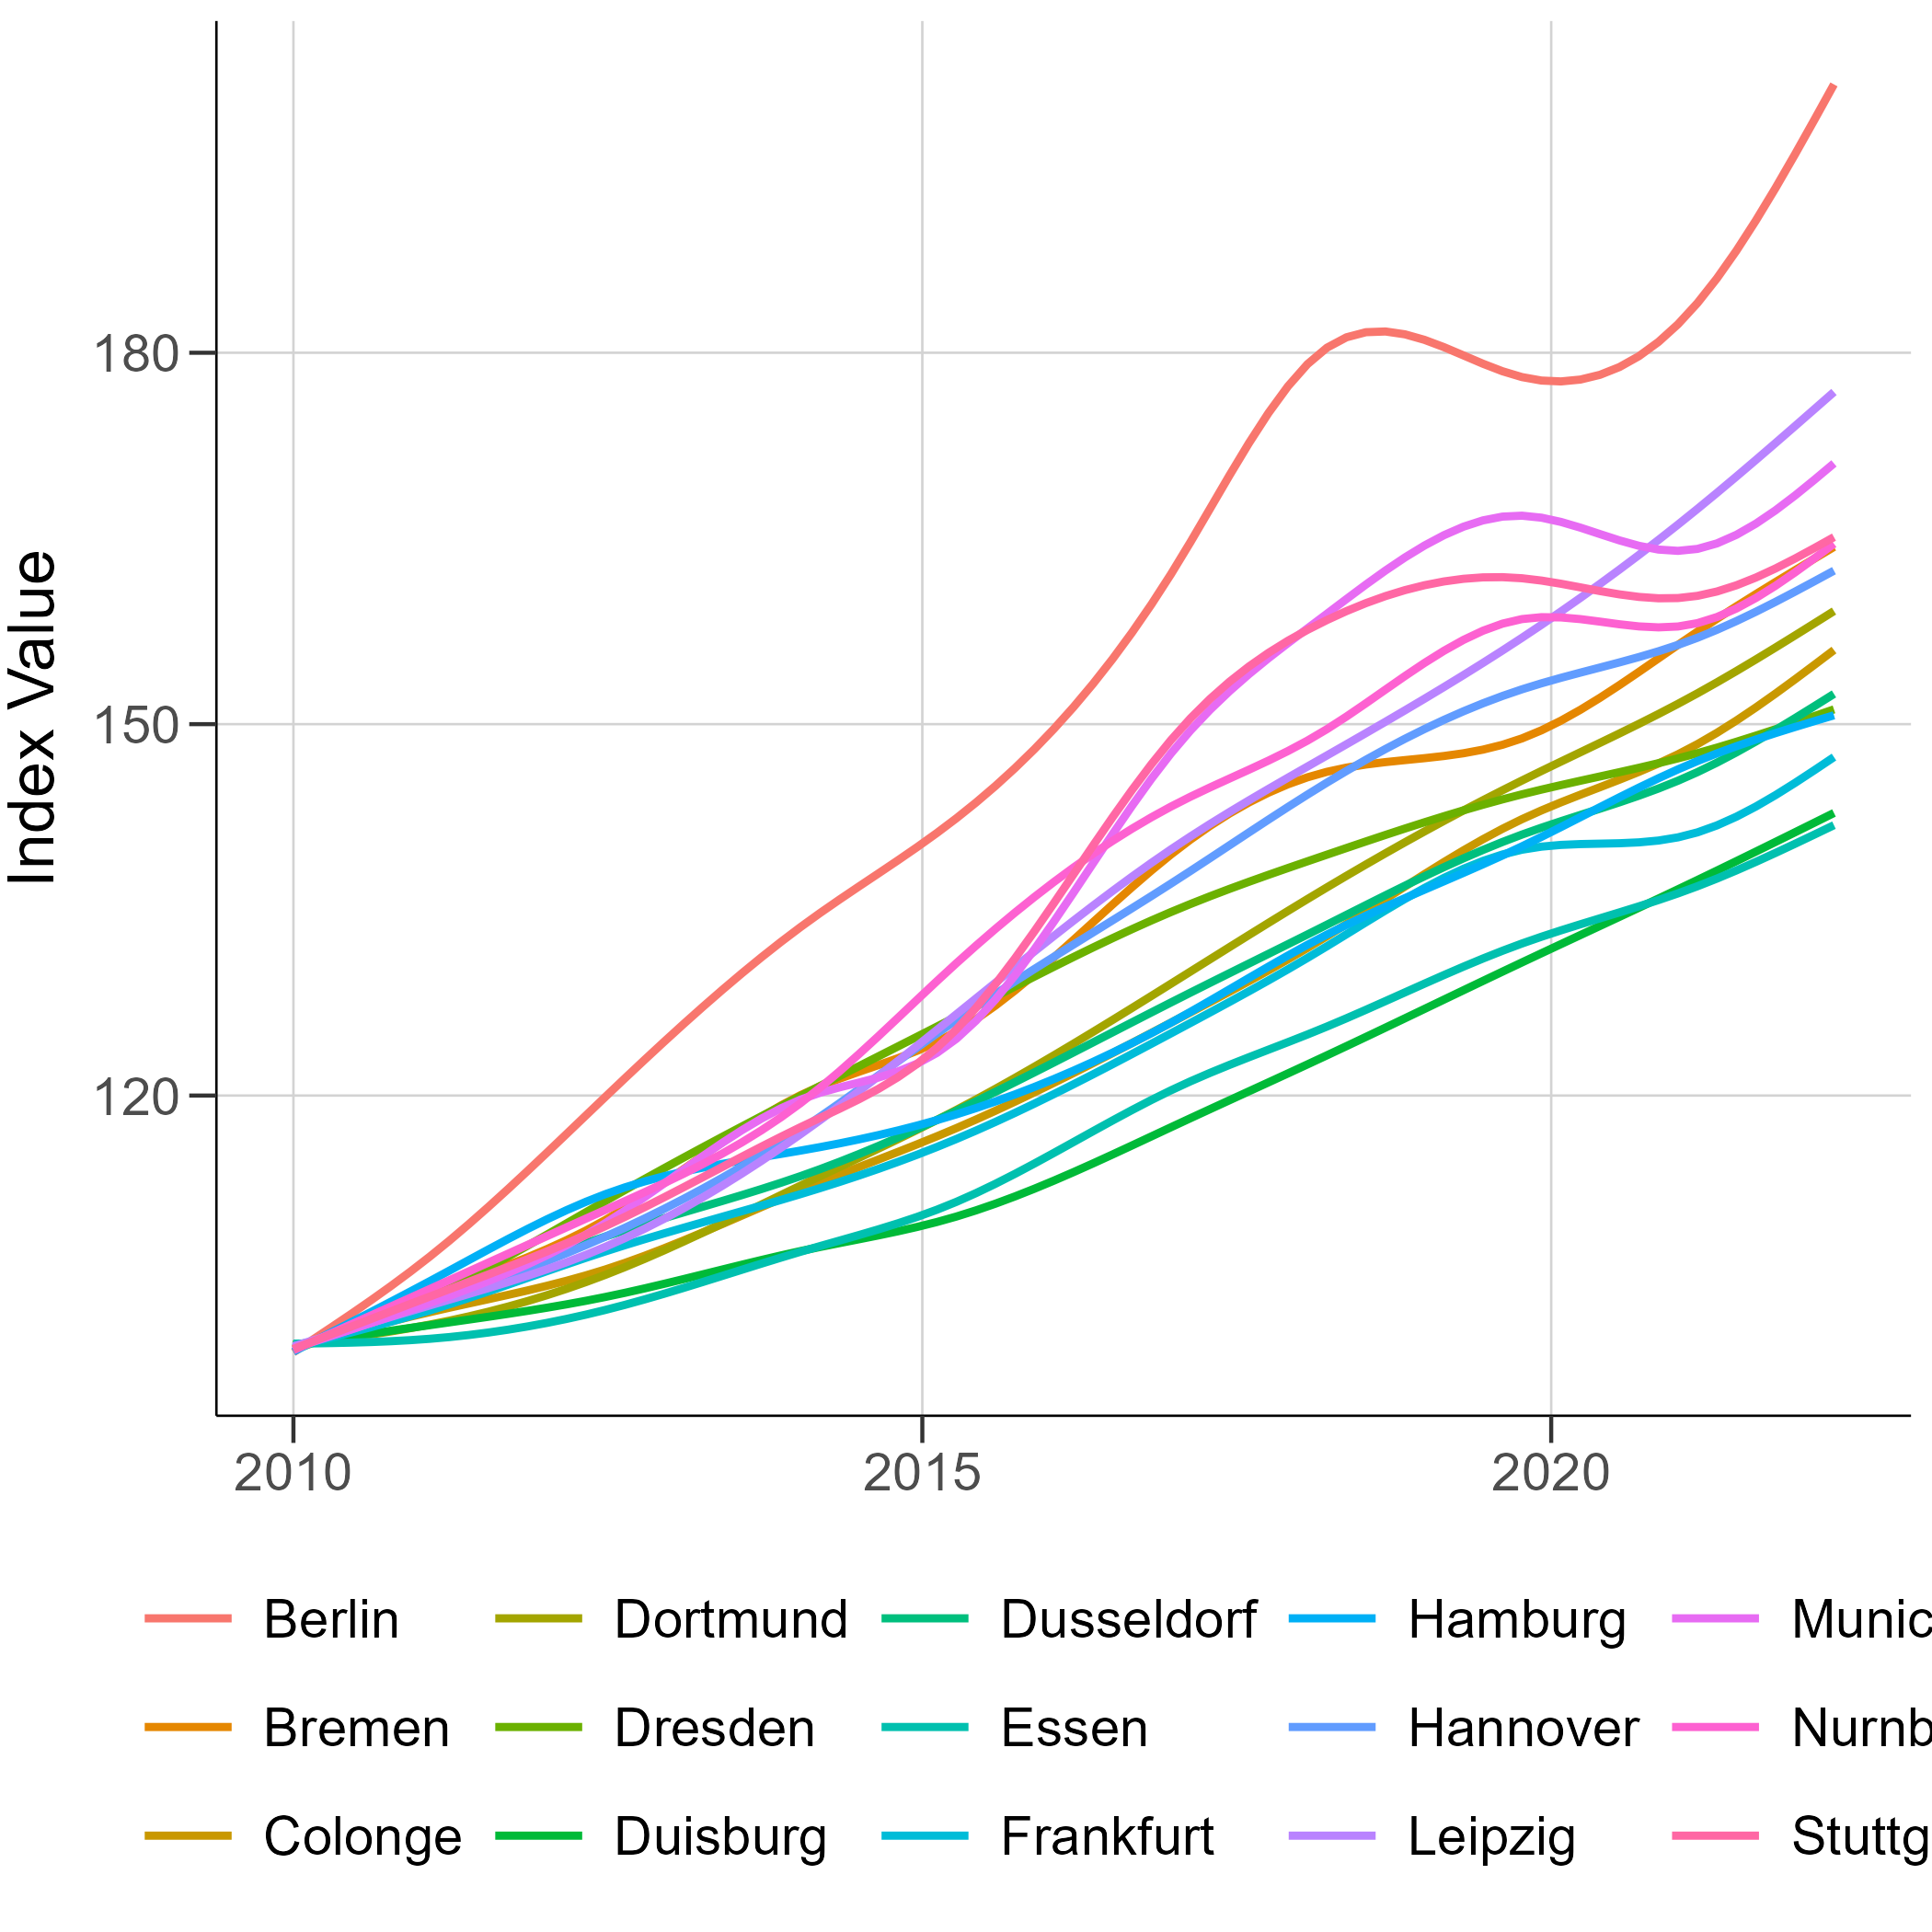 Index Value
180
150
120
2010 2015 2020
Berlin Dortmund Dusseldorf Hamburg Munic
Bremen Dresden Essen Hannover Nurnb
Colonge Duisburg Frankfurt Leipzig Stuttg